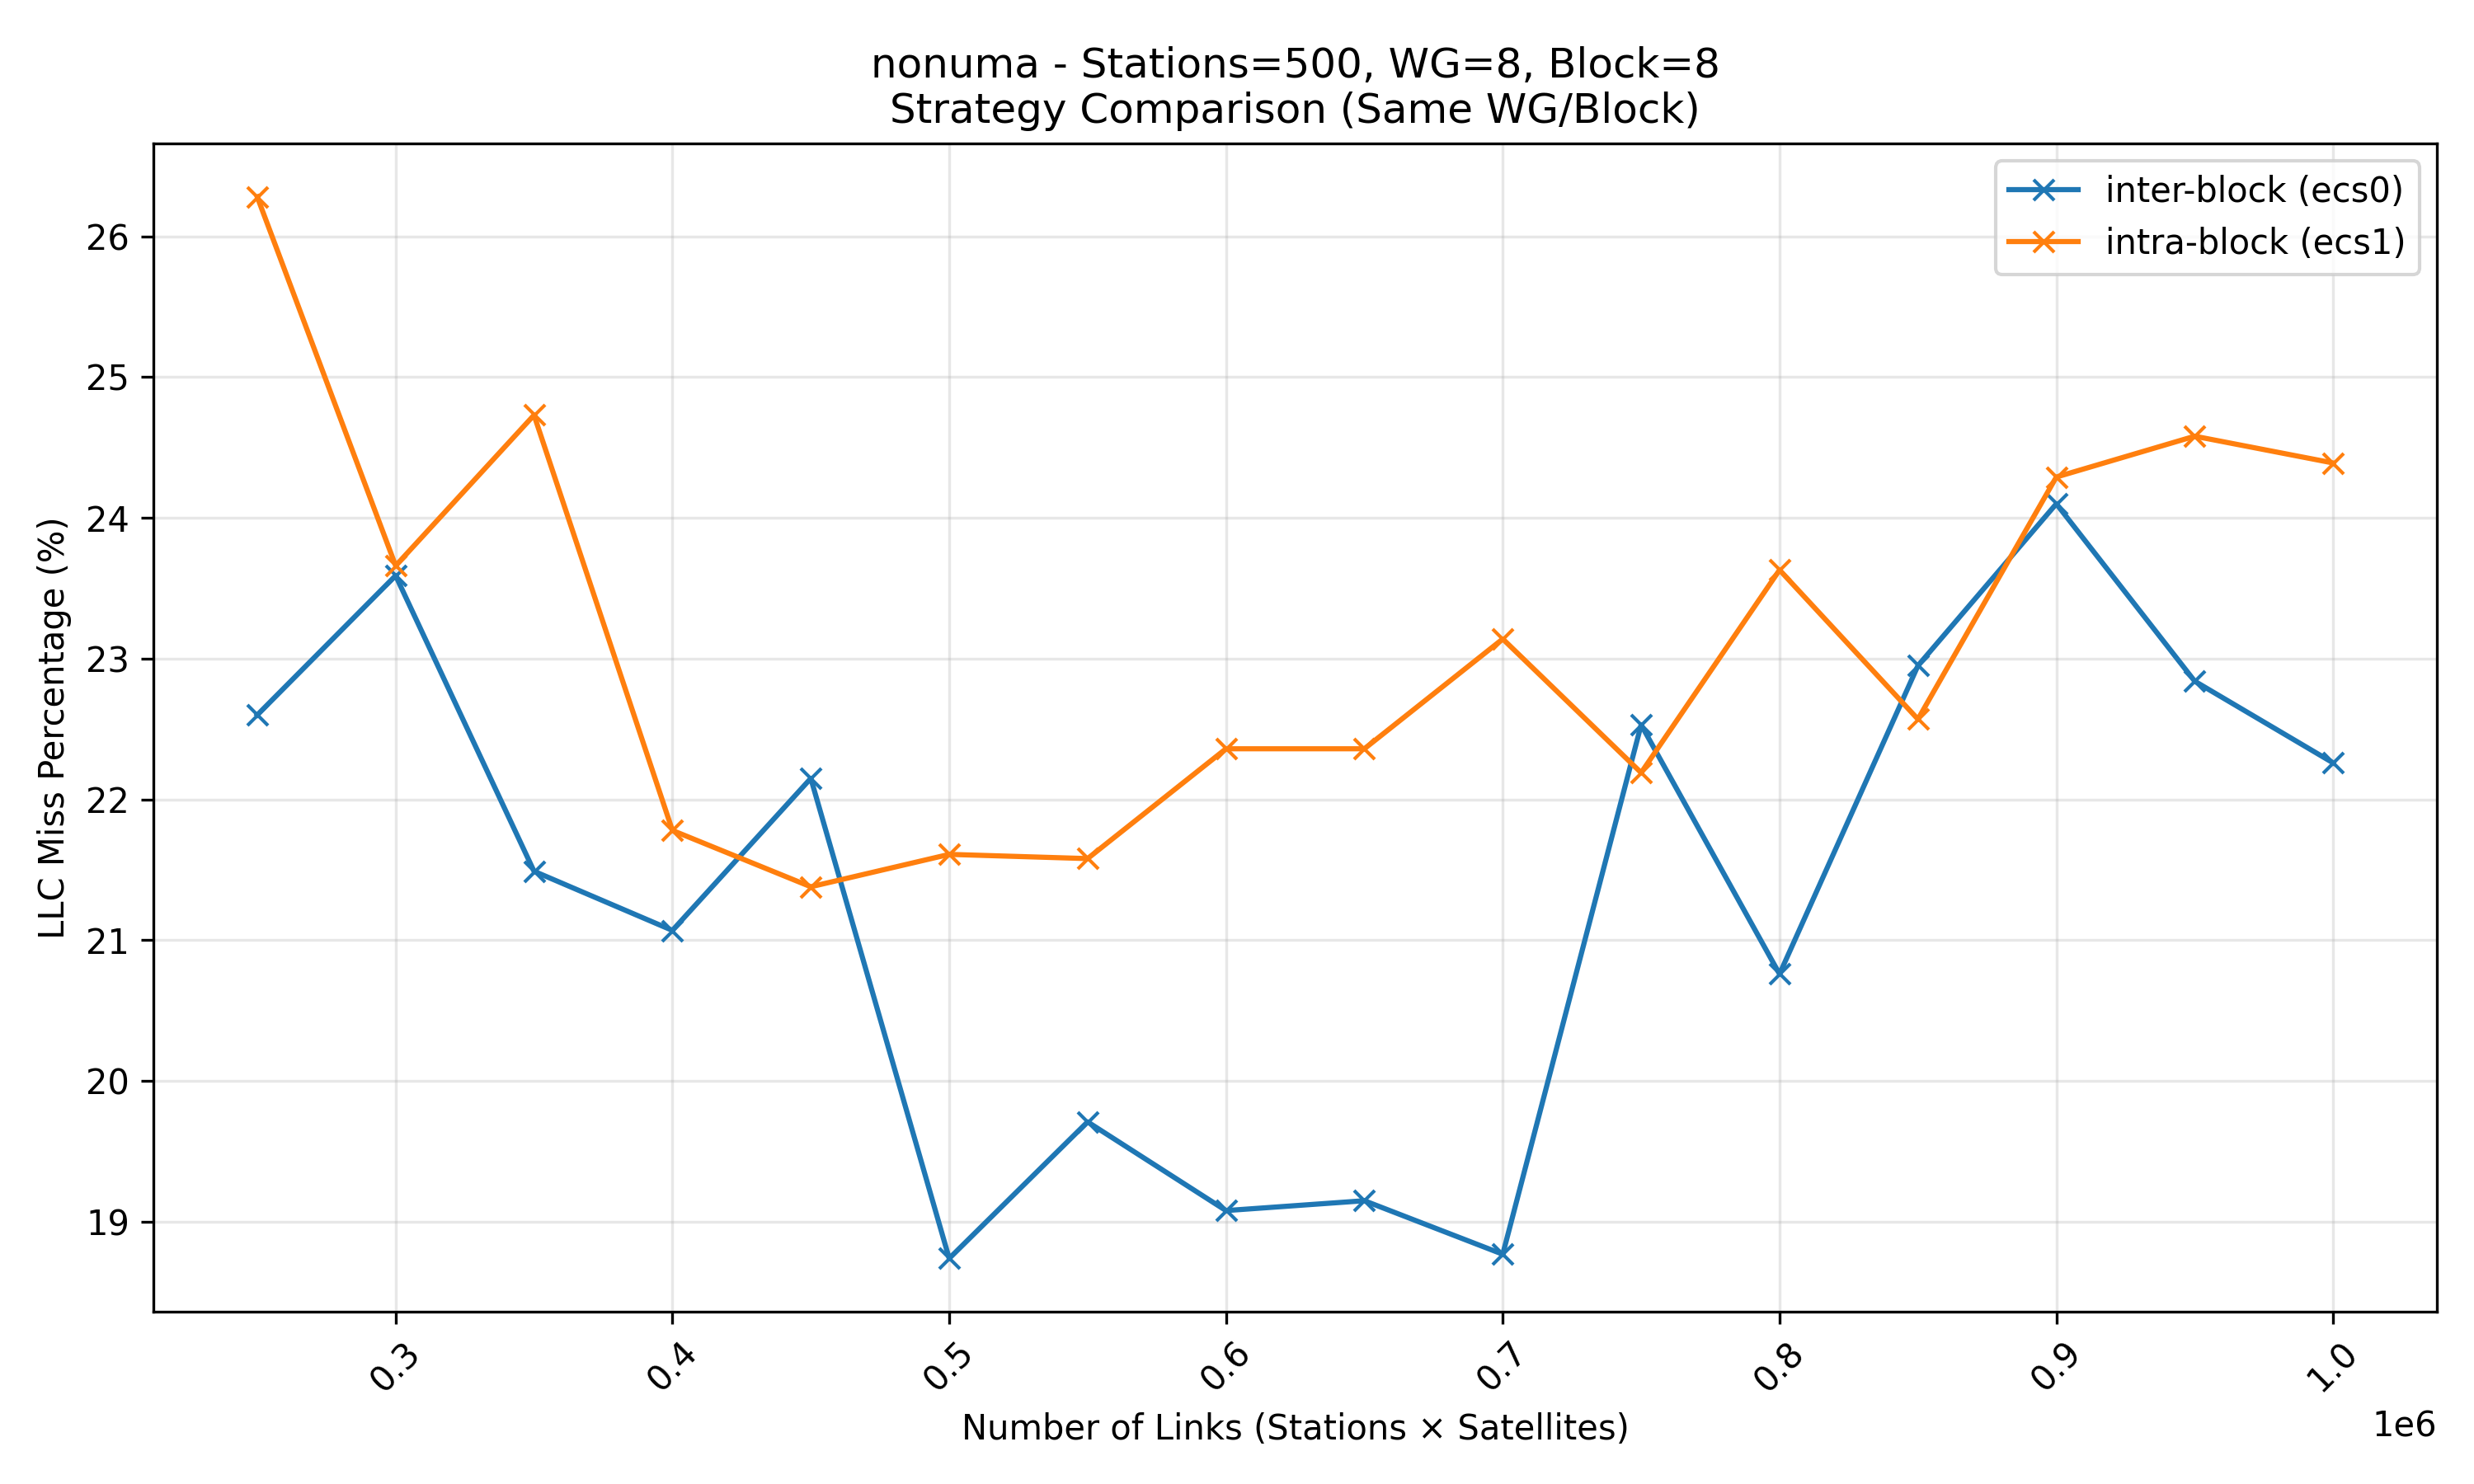 nonuma - Stations=500, WG=8, Block=8
Strategy Comparison (Same WG/Block)
inter-block (ecs0)
intra-block (ecs1)
LLC Miss Percentage (%)
26
25
24
23
22
21
20
19
0.3
0.4
0.5
0.6
0.7
0.8
0.9
1.0
1e6
Number of Links (Stations × Satellites)